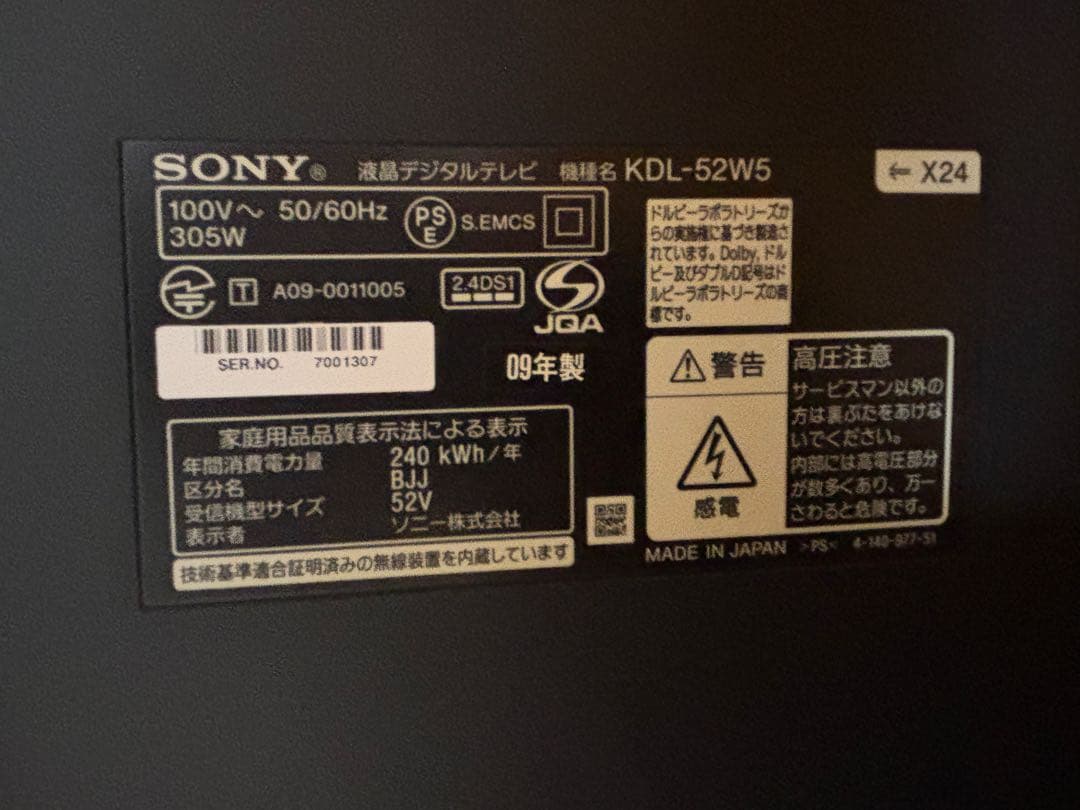 SONY® 液晶デジタルテレビ 機種名 KDL-52W5
← X24
100V～ 50/60Hz
305W
PS
E
S.EMCS
T A09-0011005
2.4DS1
JQA
SER.NO. 7001307
09年製
ドルビーラボラトリーズか
らの実施権に基づき製造さ
れています。Dolby、ドル
ビー及びダブルD記号はド
ルビーラボラトリーズの商
標です。
警告
感電
高圧注意
サービスマン以外の
方は裏ぶたをあけな
いでください。
内部には高電圧部分
が数多くあり、万一
さわると危険です。
家庭用品品質表示法による表示
年間消費電力量 240 kWh/年
区分名 BJJ
受信機型サイズ 52V
表示者 ソニー株式会社
技術基準適合証明済みの無線装置を内蔵しています
MADE IN JAPAN >PS< 4-140-977-51